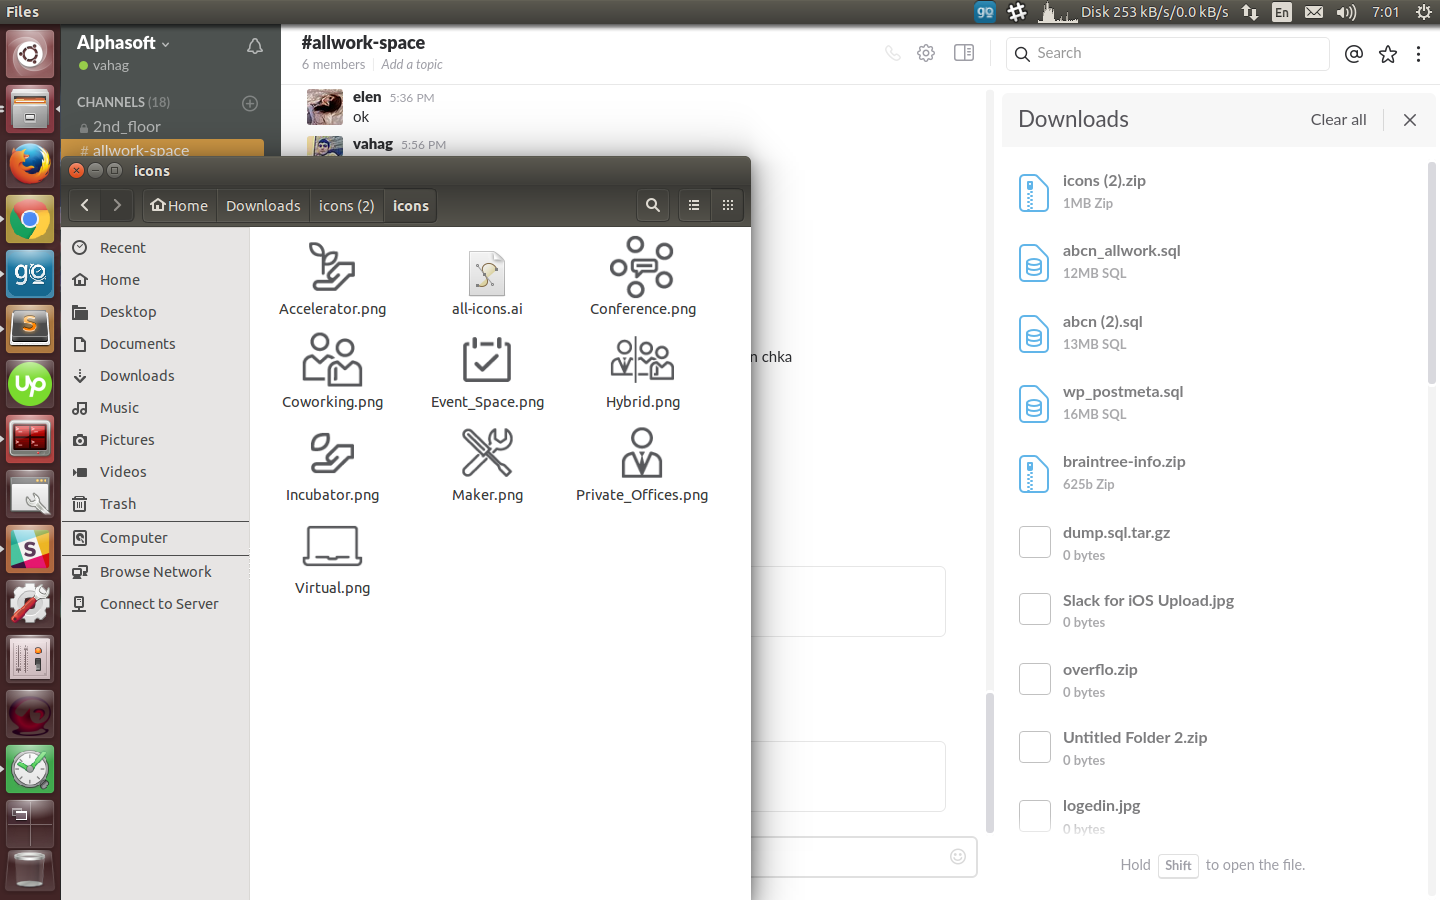 Files
go
Disk 253 kB/s/0.0 kB/s
En
7:01
Alphasoft
vahag
CHANNELS (18)
2nd_floor
# allwork-space
#allwork-space
6 members
Add a topic
Search
elen 5:36 PM
ok
vahag 5:56 PM
n chka
icons
Home
Downloads
icons (2)
icons
Recent
Home
Desktop
Documents
Downloads
Music
Pictures
Videos
Trash
Computer
Browse Network
Connect to Server
Accelerator.png
all-icons.ai
Conference.png
Coworking.png
Event_Space.png
Hybrid.png
Incubator.png
Maker.png
Private_Offices.png
Virtual.png
Downloads
Clear all
icons (2).zip
1MB Zip
abcn_allwork.sql
12MB SQL
abcn (2).sql
13MB SQL
wp_postmeta.sql
16MB SQL
braintree-info.zip
625b Zip
dump.sql.tar.gz
0 bytes
Slack for iOS Upload.jpg
0 bytes
overflo.zip
0 bytes
Untitled Folder 2.zip
0 bytes
logedin.jpg
0 bytes
Hold Shift to open the file.
go
S
Up
S